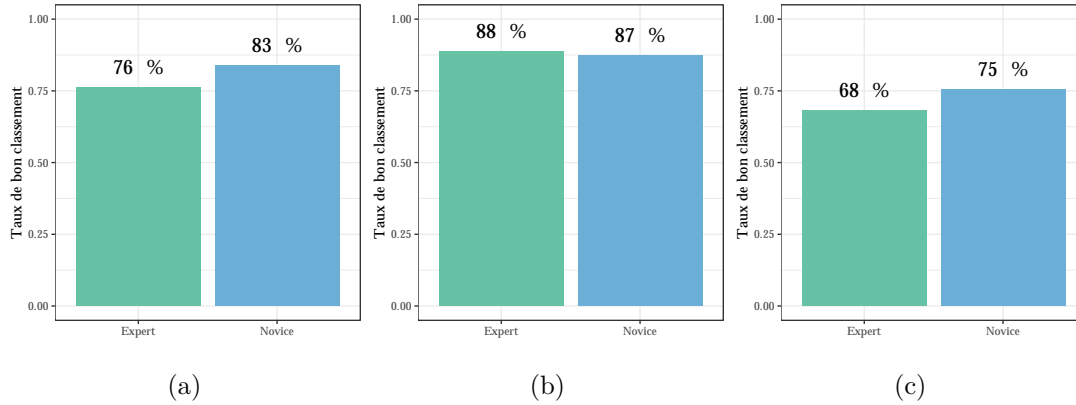 Taux de bon classement
1.00
0.75
0.50
0.25
0.00
76 %
83 %
Expert
Novice
(a)
Taux de bon classement
1.00
0.75
0.50
0.25
0.00
88 %
87 %
Expert
Novice
(b)
Taux de bon classement
1.00
0.75
0.50
0.25
0.00
68 %
75 %
Expert
Novice
(c)